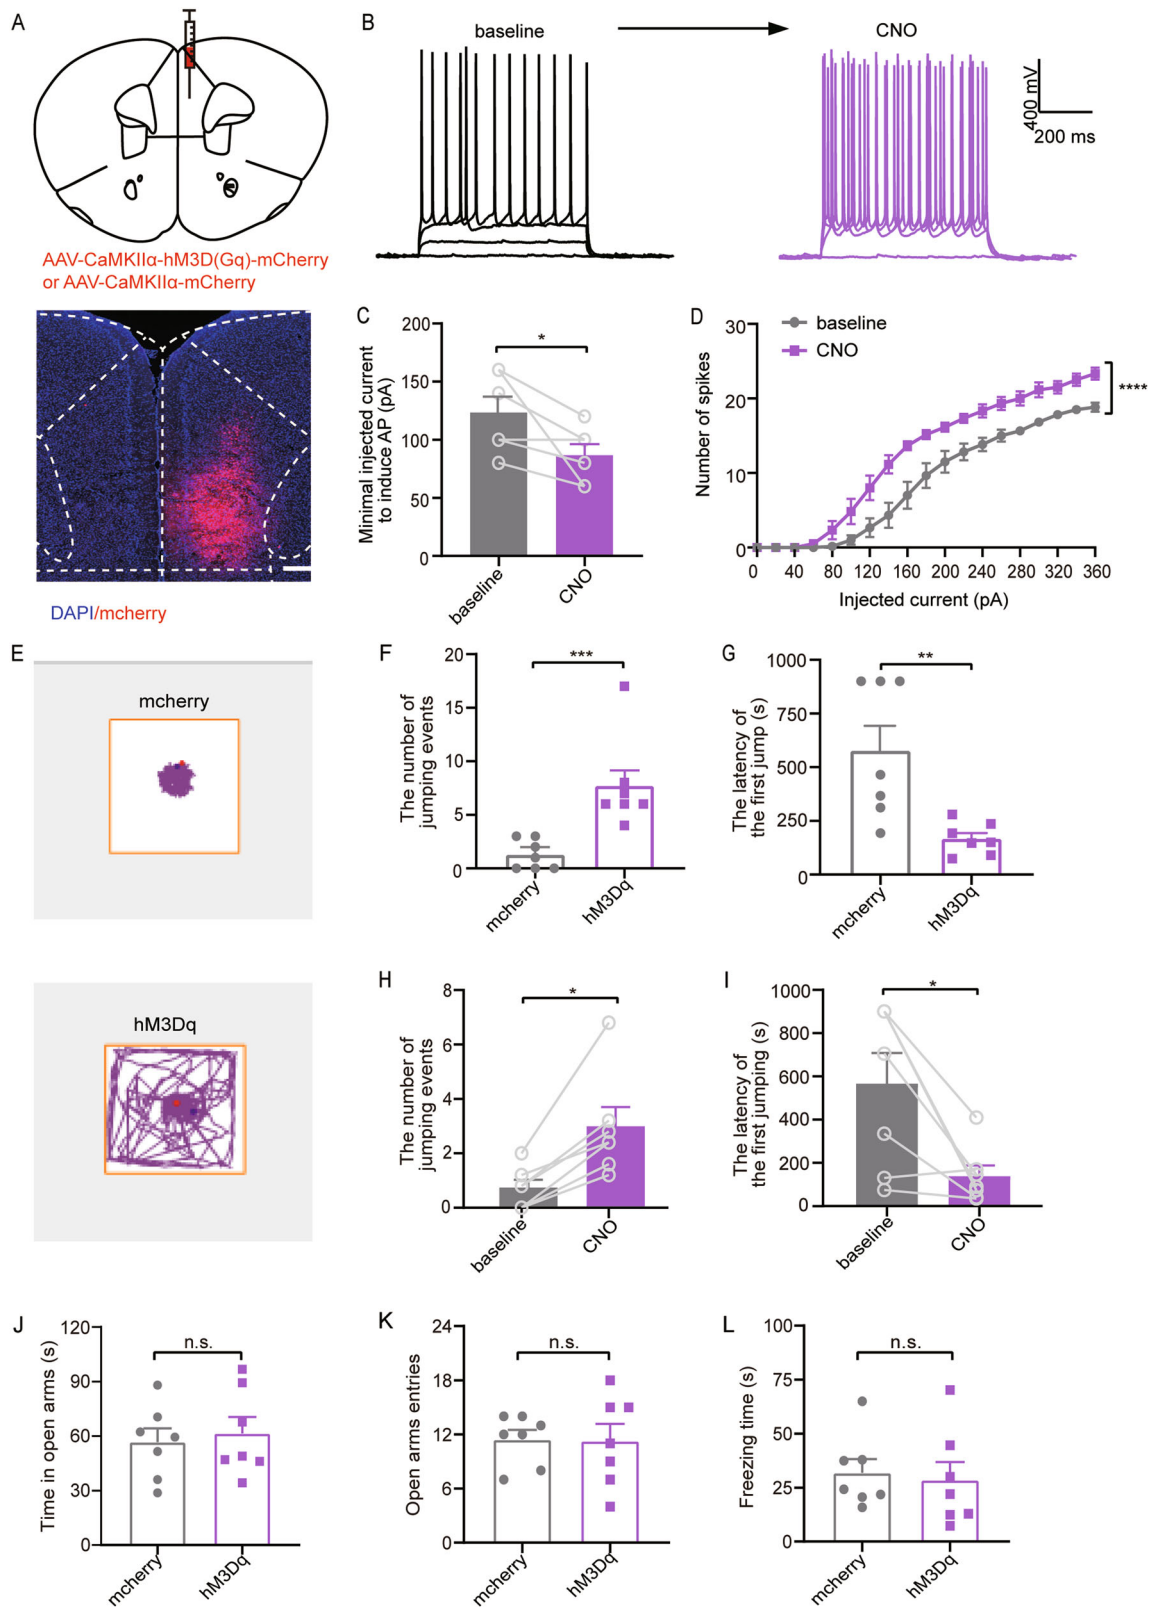 A
B
baseline
CNO
400 mV
200 ms
AAV-CaMKIIα-hM3D(Gq)-mCherry
or AAV-CaMKIIα-mCherry
DAPI/mcherry
C
Minimal injected current
to induce AP (pA)
200
150
100
50
0
*
baseline
CNO
D
Number of spikes
30
20
10
0
baseline
CNO
****
0 40 80 120 160 200 240 280 320 360
Injected current (pA)
E
mcherry
hM3Dq
F
The number of
jumping events
20
15
10
5
0
***
mcherry
hM3Dq
G
The latency of
the first jump (s)
1000
750
500
250
0
**
mcherry
hM3Dq
H
The number of
jumping events
8
6
4
2
0
*
baseline
CNO
I
The latency of
the first jumping (s)
1000
800
600
400
200
0
*
baseline
CNO
J
Time in open arms (s)
120
90
60
30
0
n.s.
mcherry
hM3Dq
K
Open arms entries
24
18
12
6
0
n.s.
mcherry
hM3Dq
L
Freezing time (s)
100
75
50
25
0
n.s.
mcherry
hM3Dq